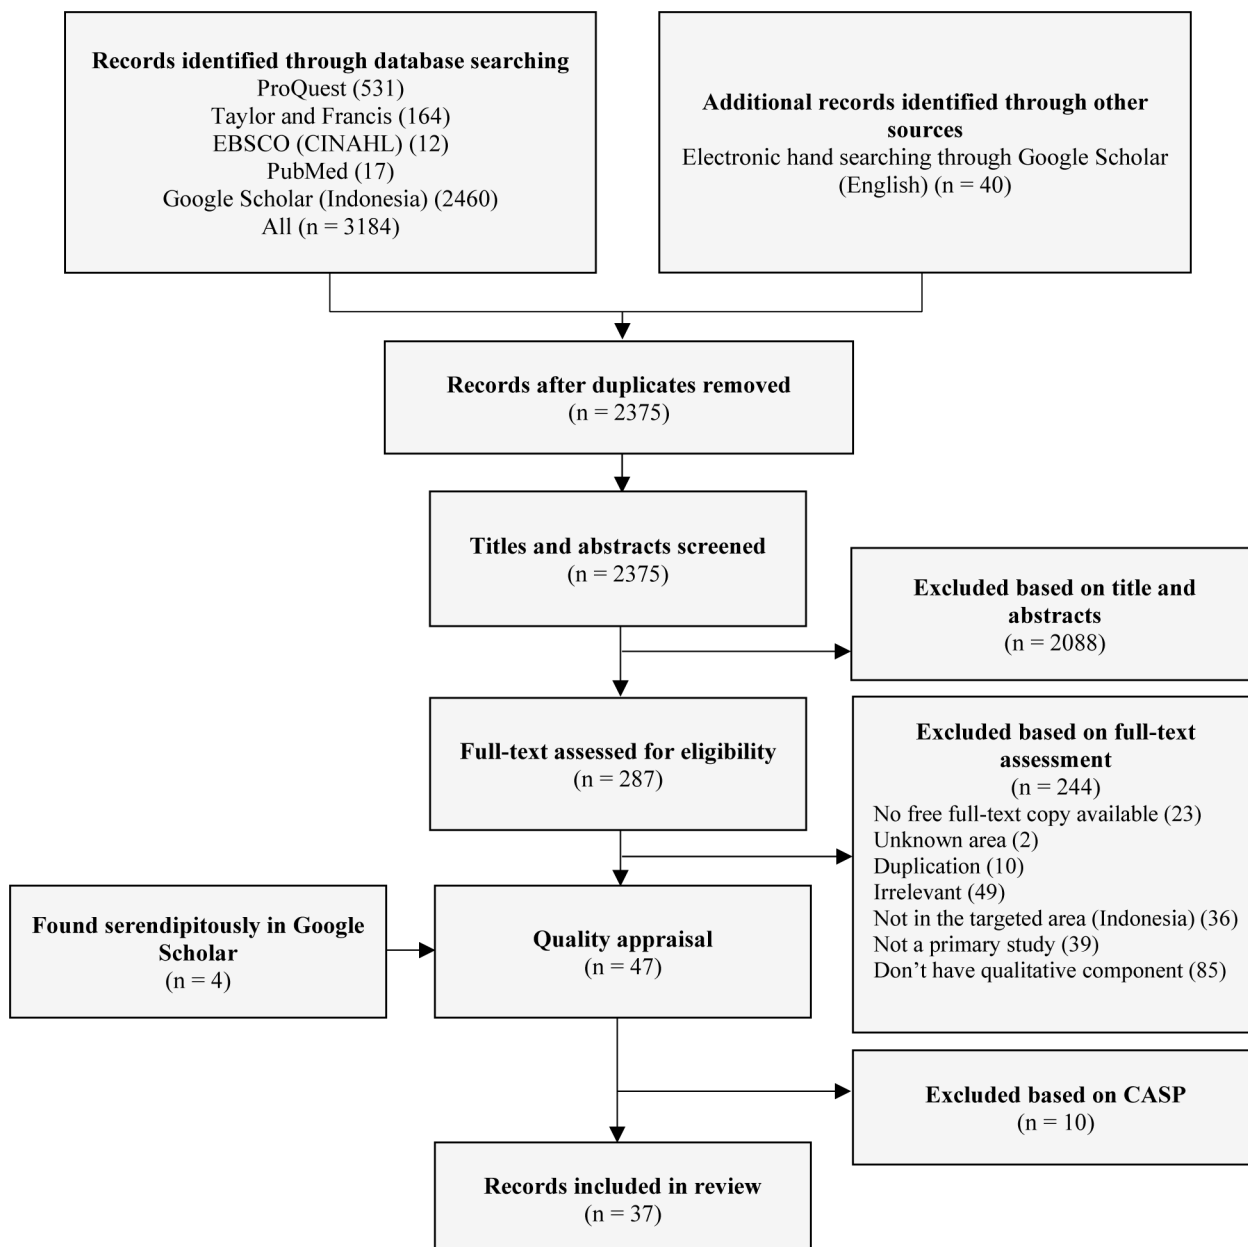 Records identified through database searching
ProQuest (531)
Taylor and Francis (164)
EBSCO (CINAHL) (12)
PubMed (17)
Google Scholar (Indonesia) (2460)
All (n = 3184)
Additional records identified through other
sources
Electronic hand searching through Google Scholar
(English) (n = 40)
Records after duplicates removed
(n = 2375)
Titles and abstracts screened
(n = 2375)
Excluded based on title and
abstracts
(n = 2088)
Full-text assessed for eligibility
(n = 287)
Excluded based on full-text
assessment
(n = 244)
No free full-text copy available (23)
Unknown area (2)
Duplication (10)
Irrelevant (49)
Not in the targeted area (Indonesia) (36)
Not a primary study (39)
Don’t have qualitative component (85)
Found serendipitously in Google
Scholar
(n = 4)
Quality appraisal
(n = 47)
Excluded based on CASP
(n = 10)
Records included in review
(n = 37)